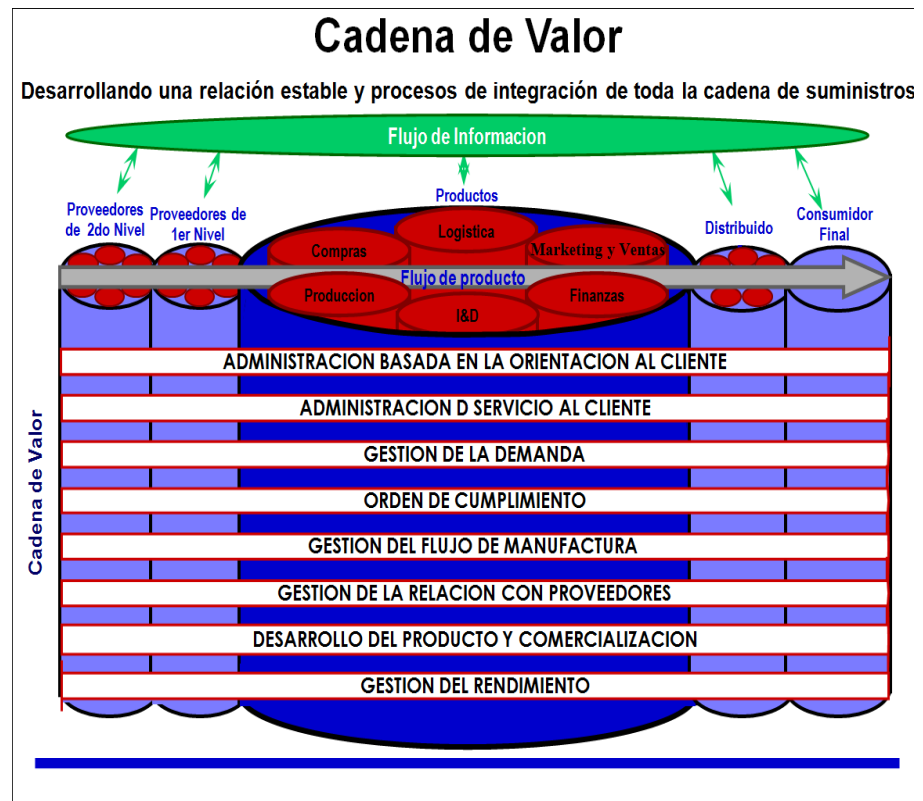 Cadena de Valor
Desarrollando una relación estable y procesos de integración de toda la cadena de suministros
Flujo de Informacion
Proveedores
de 2do Nivel
Proveedores de
1er Nivel
Productos
Distribuido
Consumidor
Final
Logistica
Compras
Marketing y Ventas
Flujo de producto
Produccion
Finanzas
I&D
ADMINISTRACION BASADA EN LA ORIENTACION AL CLIENTE
ADMINISTRACION D SERVICIO AL CLIENTE
GESTION DE LA DEMANDA
ORDEN DE CUMPLIMIENTO
GESTION DEL FLUJO DE MANUFACTURA
GESTION DE LA RELACION CON PROVEEDORES
DESARROLLO DEL PRODUCTO Y COMERCIALIZACION
GESTION DEL RENDIMIENTO
Cadena de Valor